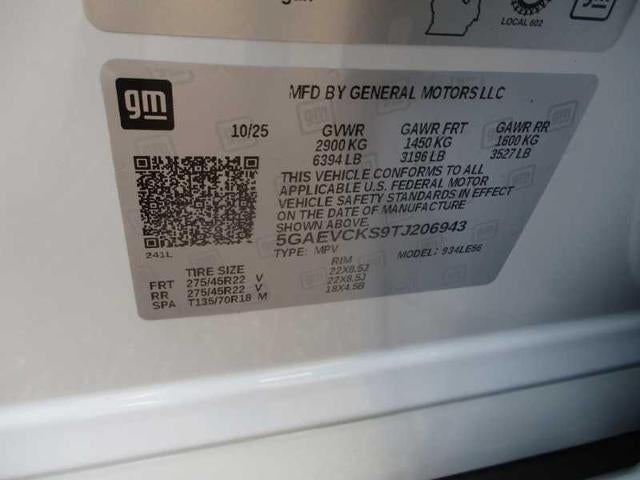 LOCAL 602
gm
gm
MFD BY GENERAL MOTORS LLC
10/25 GVWR GAWR FRT GAWR RR
2900 KG 1450 KG 1600 KG
6394 LB 3196 LB 3527 LB
THIS VEHICLE CONFORMS TO ALL
APPLICABLE U.S. FEDERAL MOTOR
VEHICLE SAFETY STANDARDS IN EFFECT
ON THE DATE OF MANUFACTURE
SHOWN ABOVE.
5GAEVCKS9TJ206943
241L TYPE: MPV MODEL: 934LE56
TIRE SIZE RIM
FRT 275/45R22 V 22X8.5J
RR 275/45R22 V 22X8.5J
SPA T135/70R18 M 18X4.5B